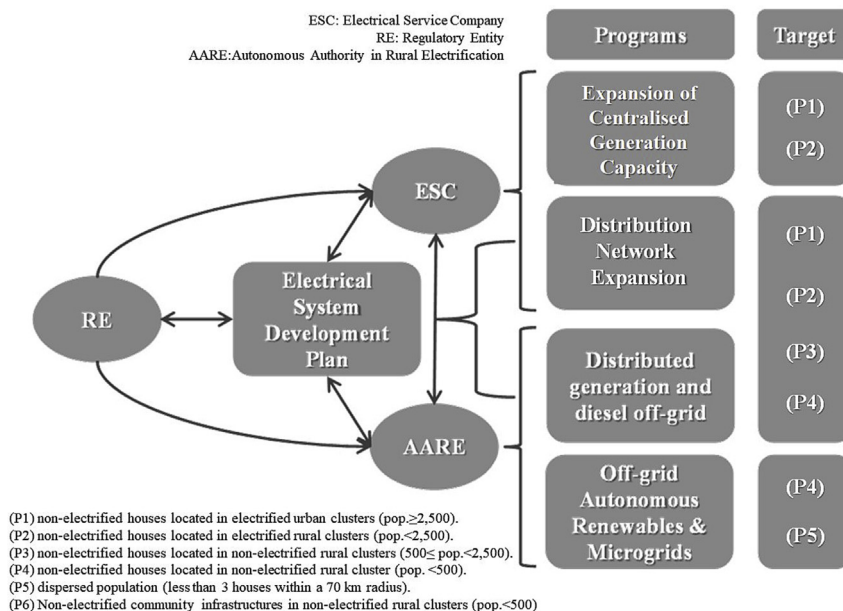 ESC: Electrical Service Company
RE: Regulatory Entity
AARE:Autonomous Authority in Rural Electrification
Programs
Target
Expansion of
Centralised
Generation
Capacity
(P1)
(P2)
ESC
Distribution
Network
Expansion
(P1)
(P2)
(P3)
(P4)
Electrical
System
Development
Plan
RE
Distributed
generation and
diesel off-grid
AARE
Off-grid
Autonomous
Renewables &
Microgrids
(P4)
(P5)
(P1) non-electrified houses located in electrified urban clusters (pop.≥2,500).
(P2) non-electrified houses located in electrified rural clusters (pop.<2,500).
(P3) non-electrified houses located in non-electrified rural clusters (500≤ pop.<2,500).
(P4) non-electrified houses located in non-electrified rural cluster (pop. <500).
(P5) dispersed population (less than 3 houses within a 70 km radius).
(P6) Non-electrified community infrastructures in non-electrified rural clusters (pop.<500)